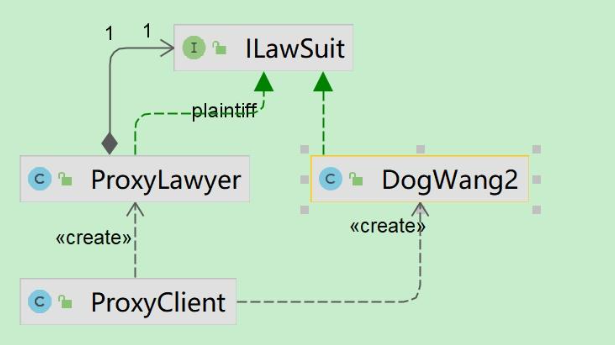 1
1
I ILawSuit
plaintiff
C ProxyLawyer
C DogWang2
«create»
«create»
C ProxyClient